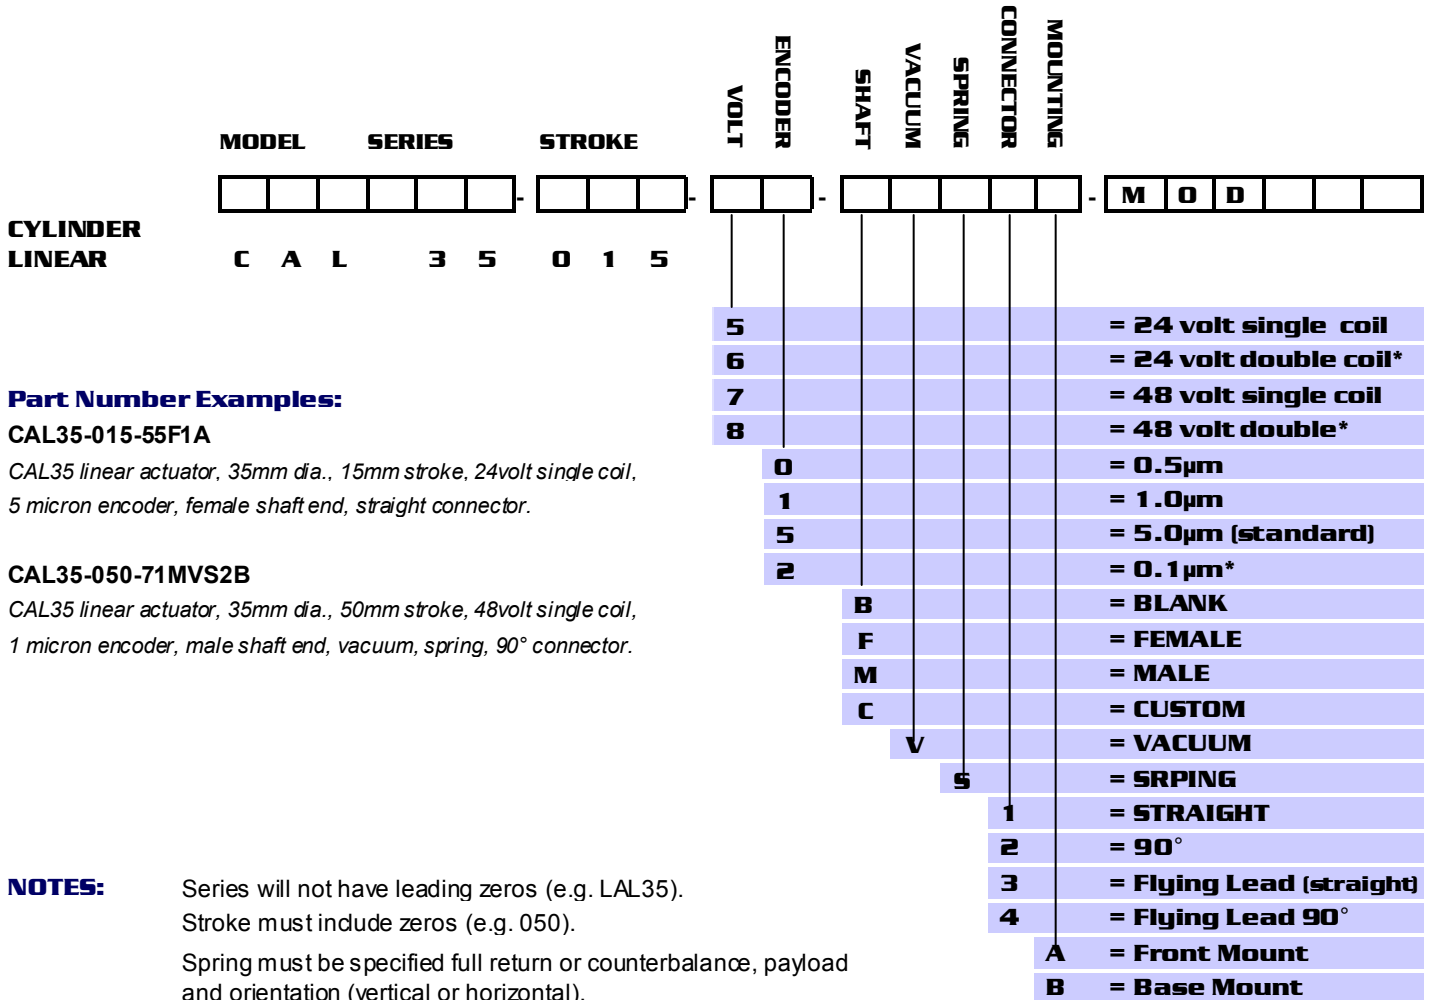 VOLT
ENCODER
SHAFT
VACUUM
SPRING
CONNECTOR
MOUNTING
MODEL SERIES STROKE
- - - - M O D
CYLINDER
LINEAR C A L 3 5 0 1 5
5 = 24 volt single coil
6 = 24 volt double coil*
7 = 48 volt single coil
8 = 48 volt double*
0 = 0.5µm
1 = 1.0µm
5 = 5.0µm (standard)
2 = 0.1µm*
B = BLANK
F = FEMALE
M = MALE
C = CUSTOM
V = VACUUM
S = SRPING
1 = STRAIGHT
2 = 90°
3 = Flying Lead (straight)
4 = Flying Lead 90°
A = Front Mount
B = Base Mount
Part Number Examples:
CAL35-015-55F1A
CAL35 linear actuator, 35mm dia., 15mm stroke, 24volt single coil,
5 micron encoder, female shaft end, straight connector.
CAL35-050-71MVS2B
CAL35 linear actuator, 35mm dia., 50mm stroke, 48volt single coil,
1 micron encoder, male shaft end, vacuum, spring, 90° connector.
NOTES: Series will not have leading zeros (e.g. LAL35).
Stroke must include zeros (e.g. 050).
Spring must be specified full return or counterbalance, payload
and orientation (vertical or horizontal).